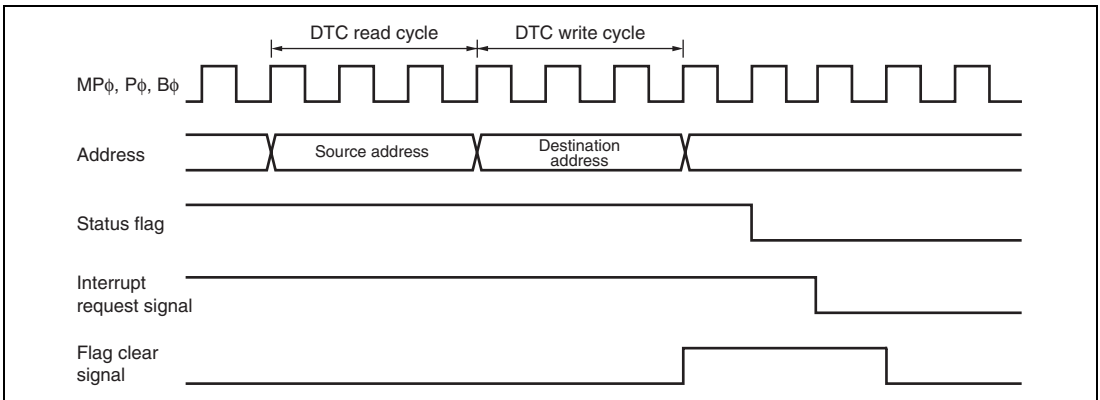 DTC read cycle DTC write cycle
MPϕ, Pϕ, Bϕ
Address
Source address
Destination
address
Status flag
Interrupt
request signal
Flag clear
signal